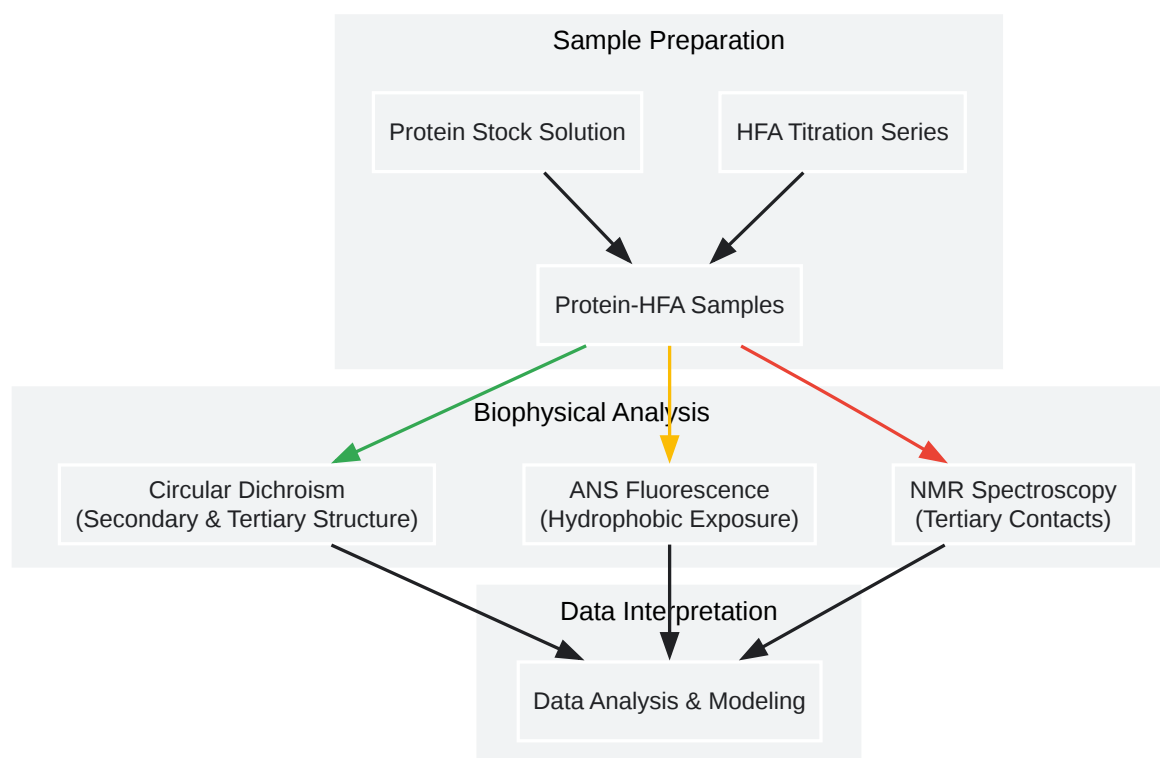 Sample Preparation
Protein Stock Solution
HFA Titration Series
Protein-HFA Samples
Biophysical Analysis
Circular Dichroism
(Secondary & Tertiary Structure)
ANS Fluorescence
(Hydrophobic Exposure)
NMR Spectroscopy
(Tertiary Contacts)
Data Interpretation
Data Analysis & Modeling